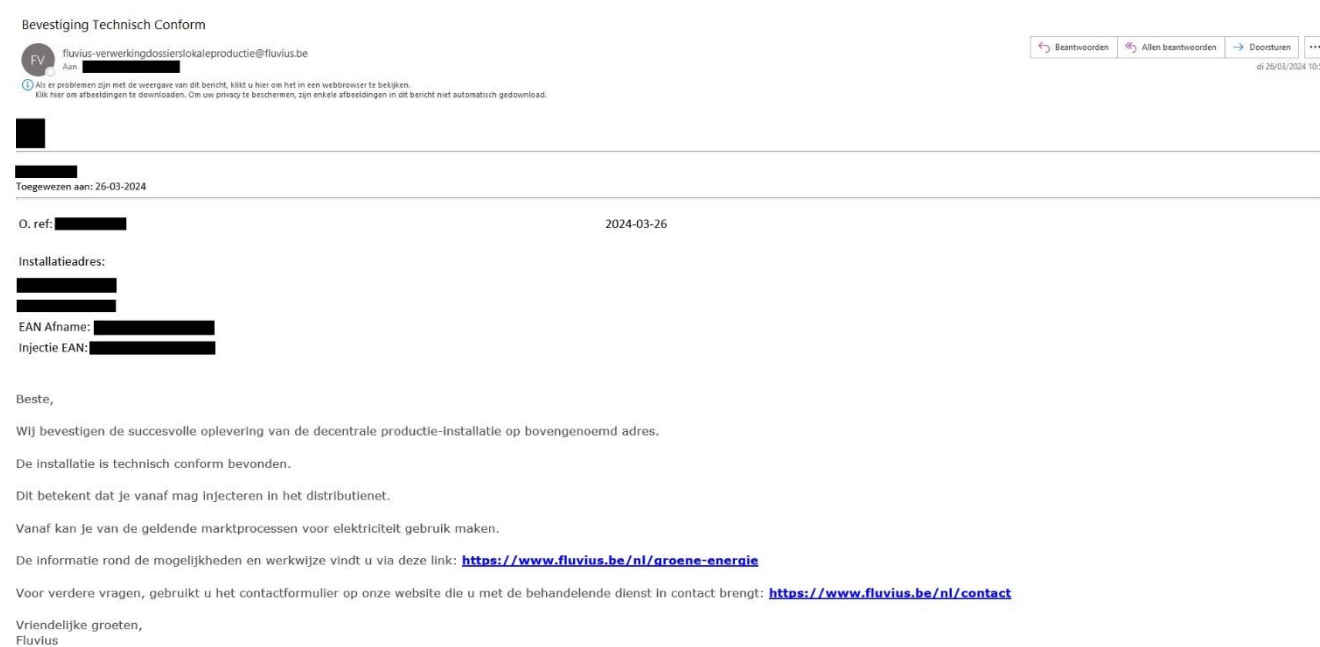 Bevestiging Technisch Conform
FV
fluvius-verwerkingdossierslokaleproductie@fluvius.be
Aan
Beantwoorden
Allen beantwoorden
Doorsturen
di 26/03/2024 10:5
Als er problemen zijn met de weergave van dit bericht, klikt u hier om het in een webbrowser te bekijken.
Klik hier om afbeeldingen te downloaden. Om uw privacy te beschermen, zijn enkele afbeeldingen in dit bericht niet automatisch gedownload.
Toegewezen aan: 26-03-2024
O. ref:
2024-03-26
Installatieadres:
EAN Afname:
Injectie EAN:
Beste,
Wij bevestigen de succesvolle oplevering van de decentrale productie-installatie op bovengenoemd adres.
De installatie is technisch conform bevonden.
Dit betekent dat je vanaf mag injecteren in het distributienet.
Vanaf kan je van de geldende marktprocessen voor elektriciteit gebruik maken.
De informatie rond de mogelijkheden en werkwijze vindt u via deze link: https://www.fluvius.be/nl/groene-energie
Voor verdere vragen, gebruikt u het contactformulier op onze website die u met de behandelende dienst in contact brengt: https://www.fluvius.be/nl/contact
Vriendelijke groeten,
Fluvius